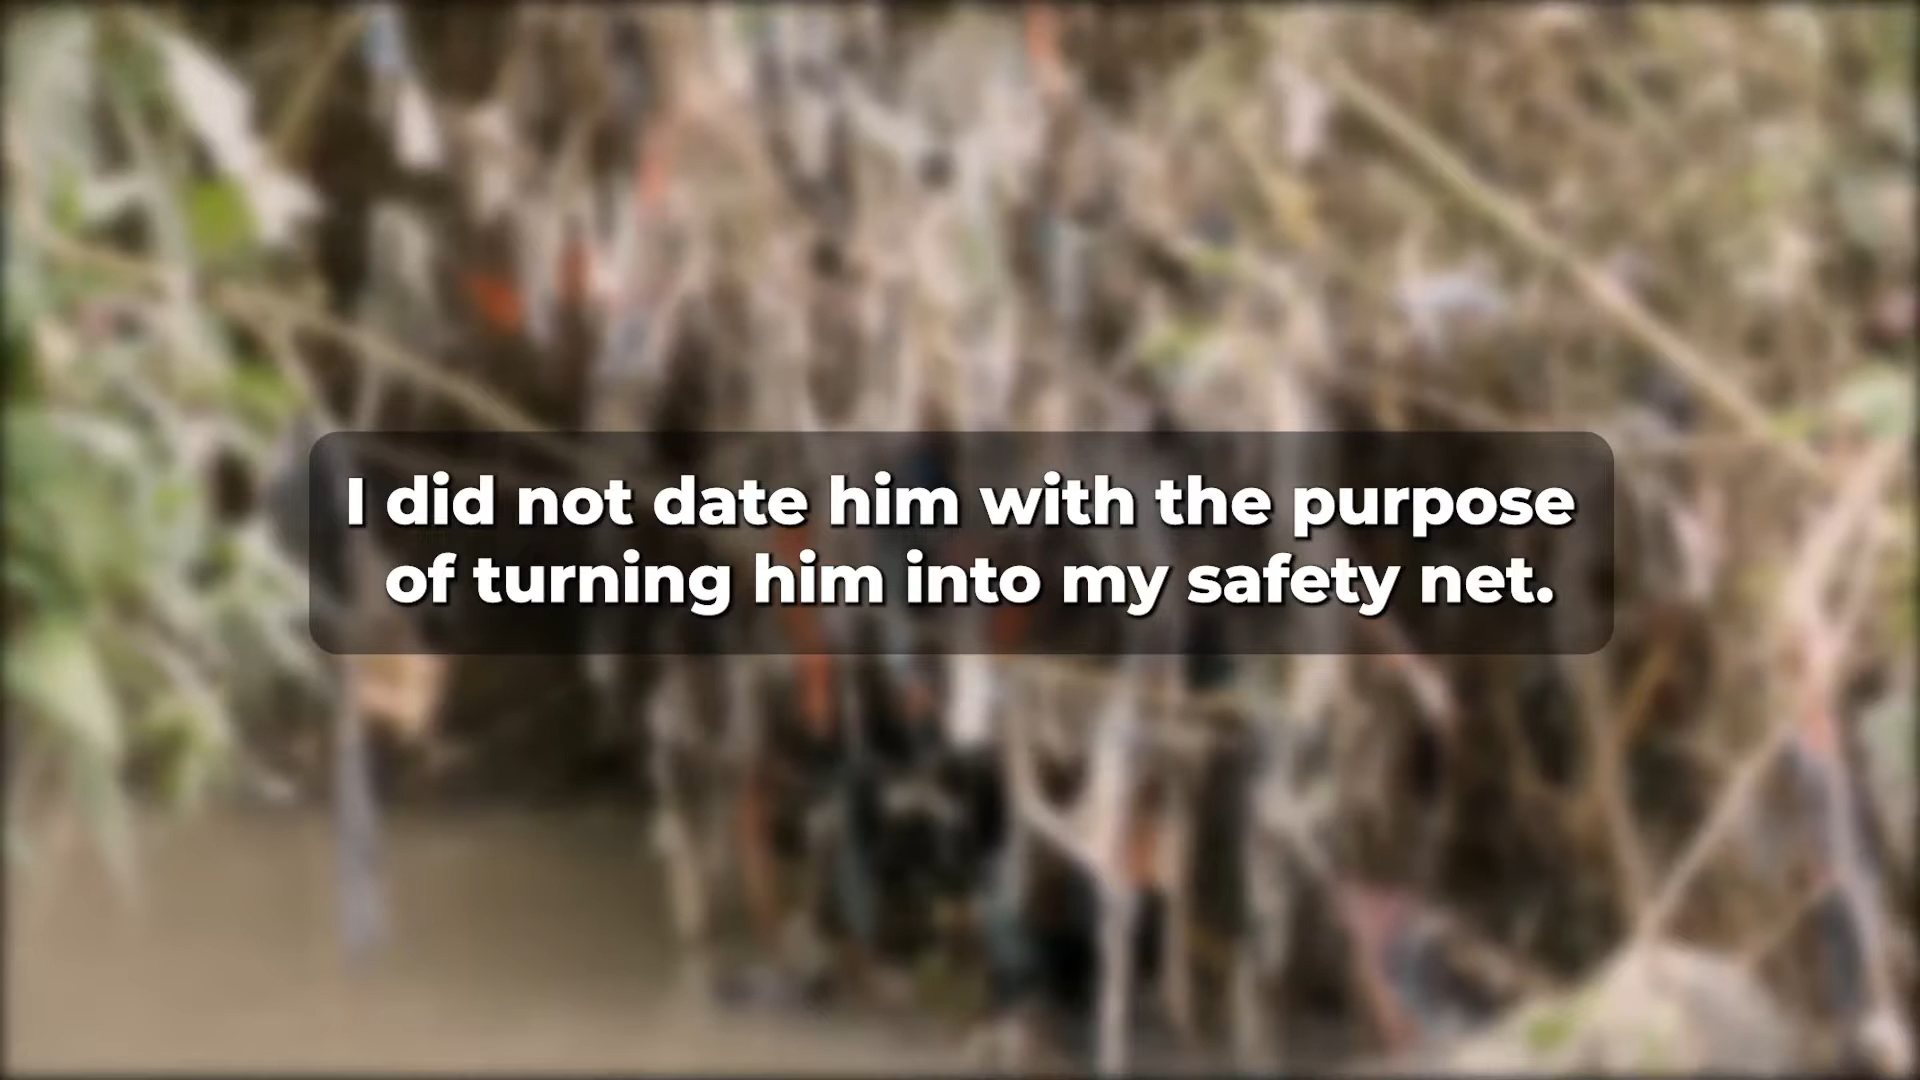 I did not date him with the purpose
of turning him into my safety net.